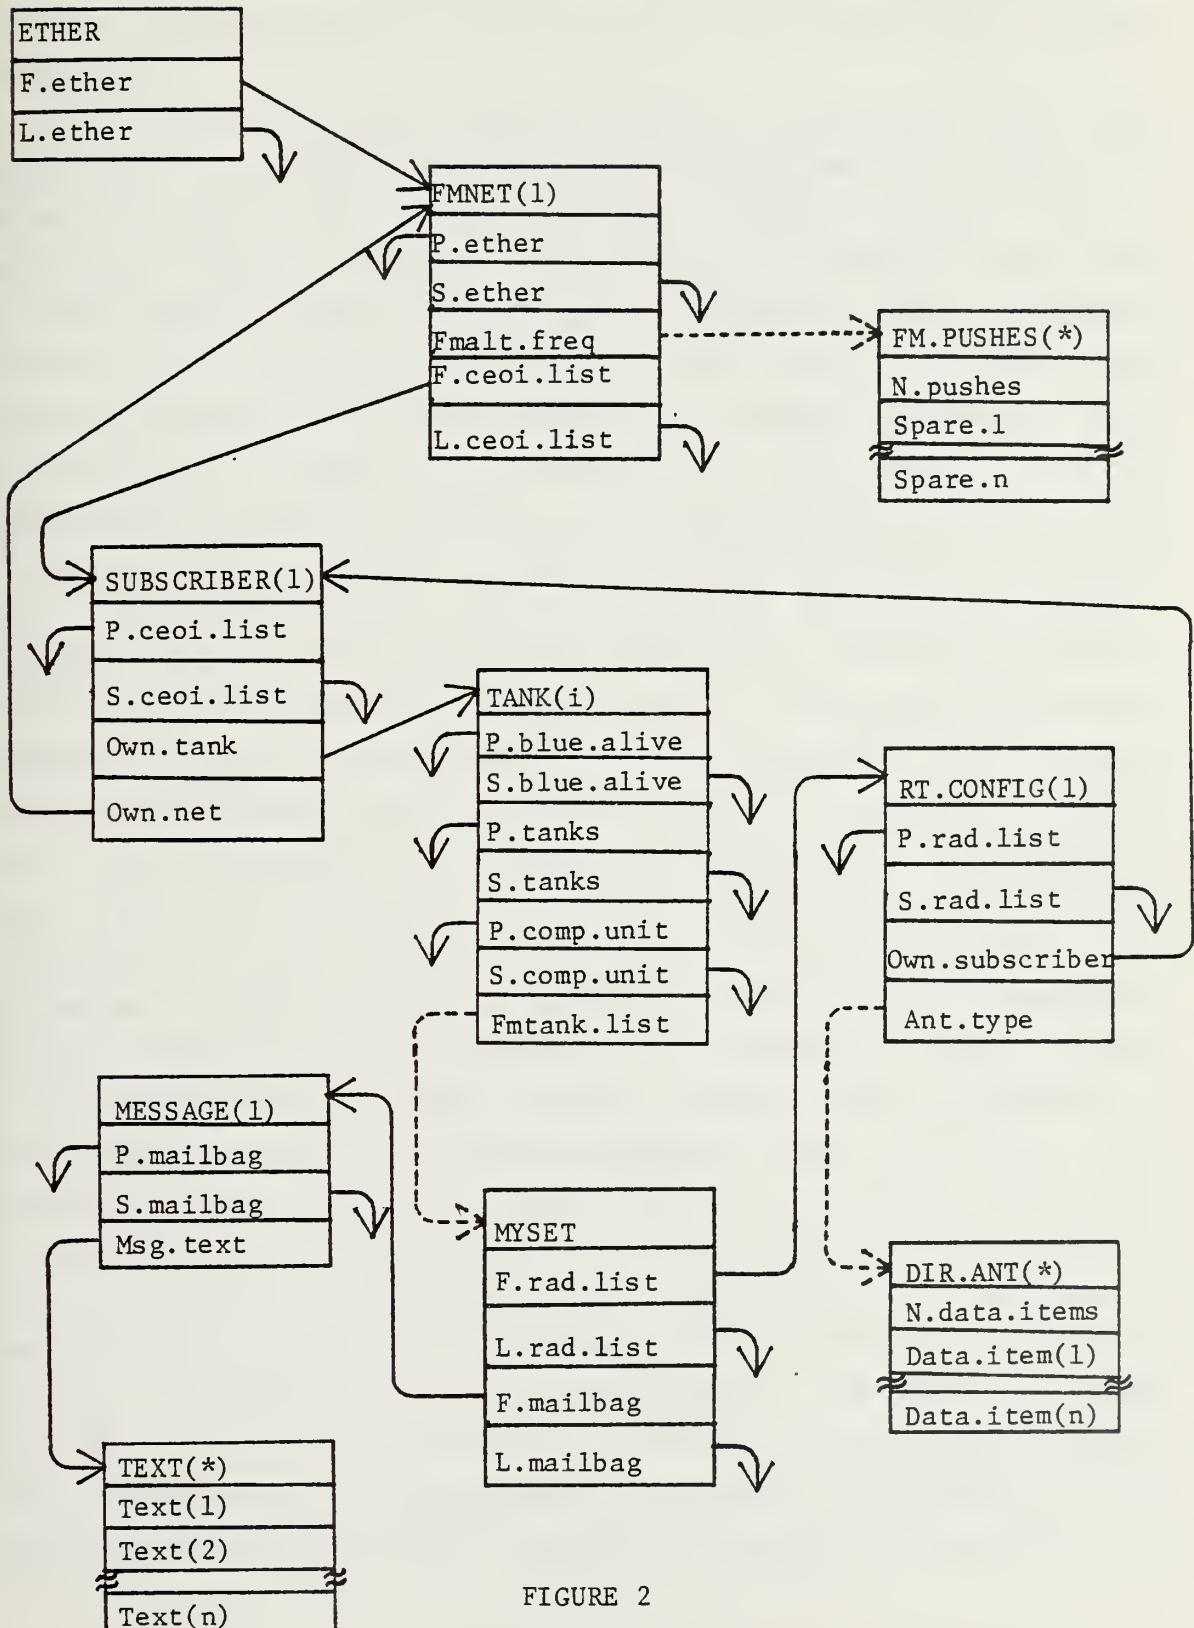 ETHER
F.ether
L.ether
FMNET(1)
P.ether
S.ether
Fmalt.freq
F.ceoi.list
L.ceoi.list
FM.PUSHES(*)
N.pushes
Spare.1
Spare.n
SUBSCRIBER(1)
P.ceoi.list
S.ceoi.list
Own.tank
Own.net
TANK(i)
P.blue.alive
S.blue.alive
P.tanks
S.tanks
P.comp.unit
S.comp.unit
Fmtank.list
RT.CONFIG(1)
P.rad.list
S.rad.list
Own.subscriber
Ant.type
MESSAGE(1)
P.mailbag
S.mailbag
Msg.text
MYSET
F.rad.list
L.rad.list
F.mailbag
L.mailbag
DIR.ANT(*)
N.data.items
Data.item(1)
Data.item(n)
TEXT(*)
Text(1)
Text(2)
Text(n)
FIGURE 2